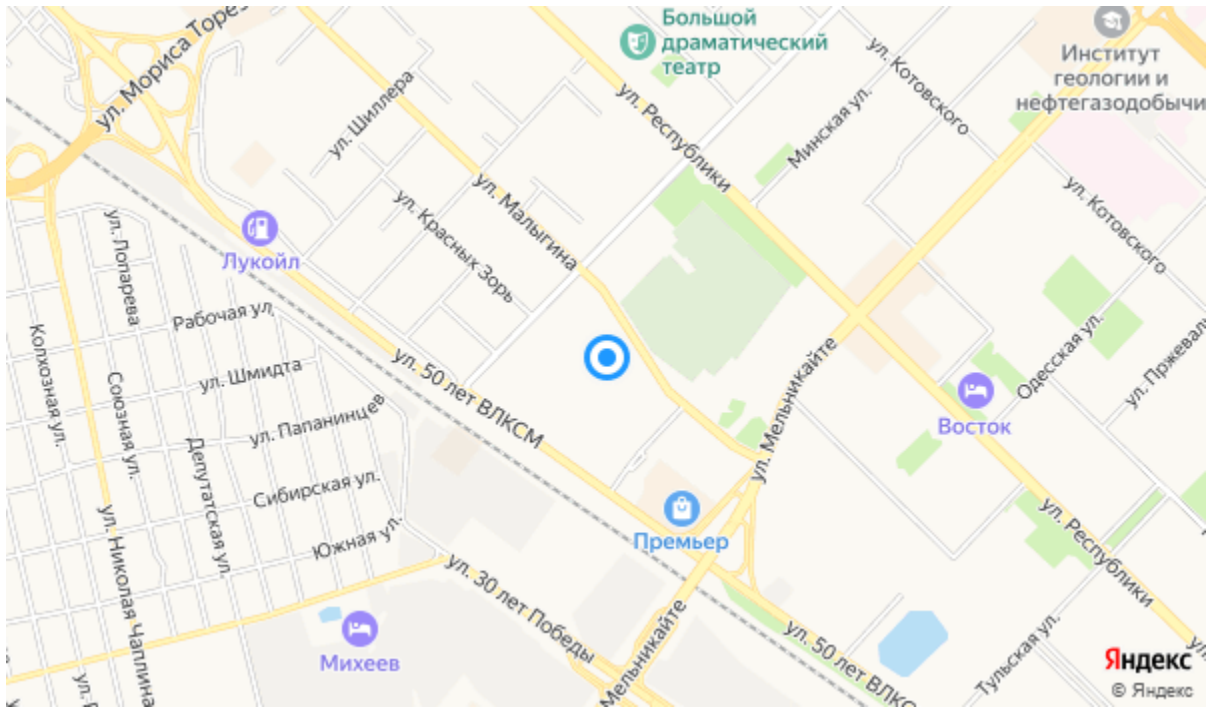 Большой
драматический
театр
Институт
геологии и
нефтегазодобычи
ул. Мориса Торез
ул. Котовского
ул. Республики
Минская ул.
ул. Шиллера
ул. Малыгина
ул. Красных Зорь
ул. Котовского
ул. Лопарева
Лукойл
Рабочая ул
Колхозная ул.
ул. Шмидта
Союзная ул.
ул. 50 лет ВЛКСМ
ул. Мельникайте
Одесская ул.
ул. Пржеваль
Восток
ул. Папанинцев
Депутатская ул.
Сибирская ул.
Южная ул.
ул. Николая Чаплина
Премьер
ул. Республики
ул. 30 лет Победы
Мельникайте
ул. 50 лет ВЛКС
Тульская ул.
Михеев
ул.
Яндекс
© Яндекс